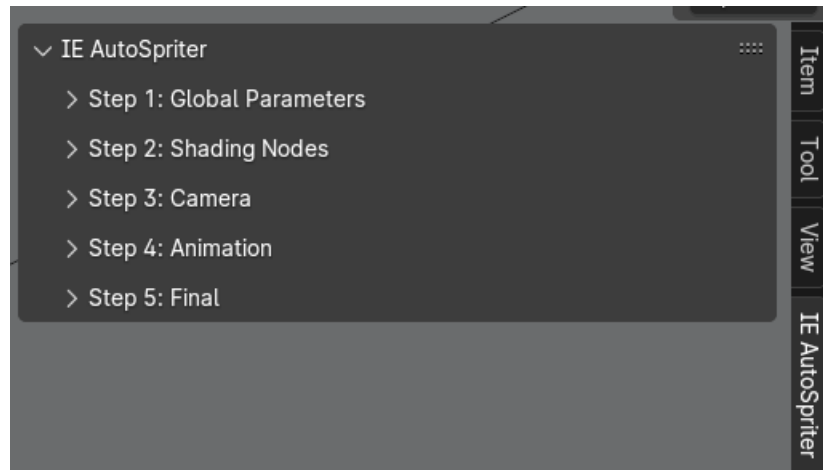 IE AutoSpriter
Step 1: Global Parameters
Step 2: Shading Nodes
Step 3: Camera
Step 4: Animation
Step 5: Final
Item
Tool
View
IE AutoSpriter